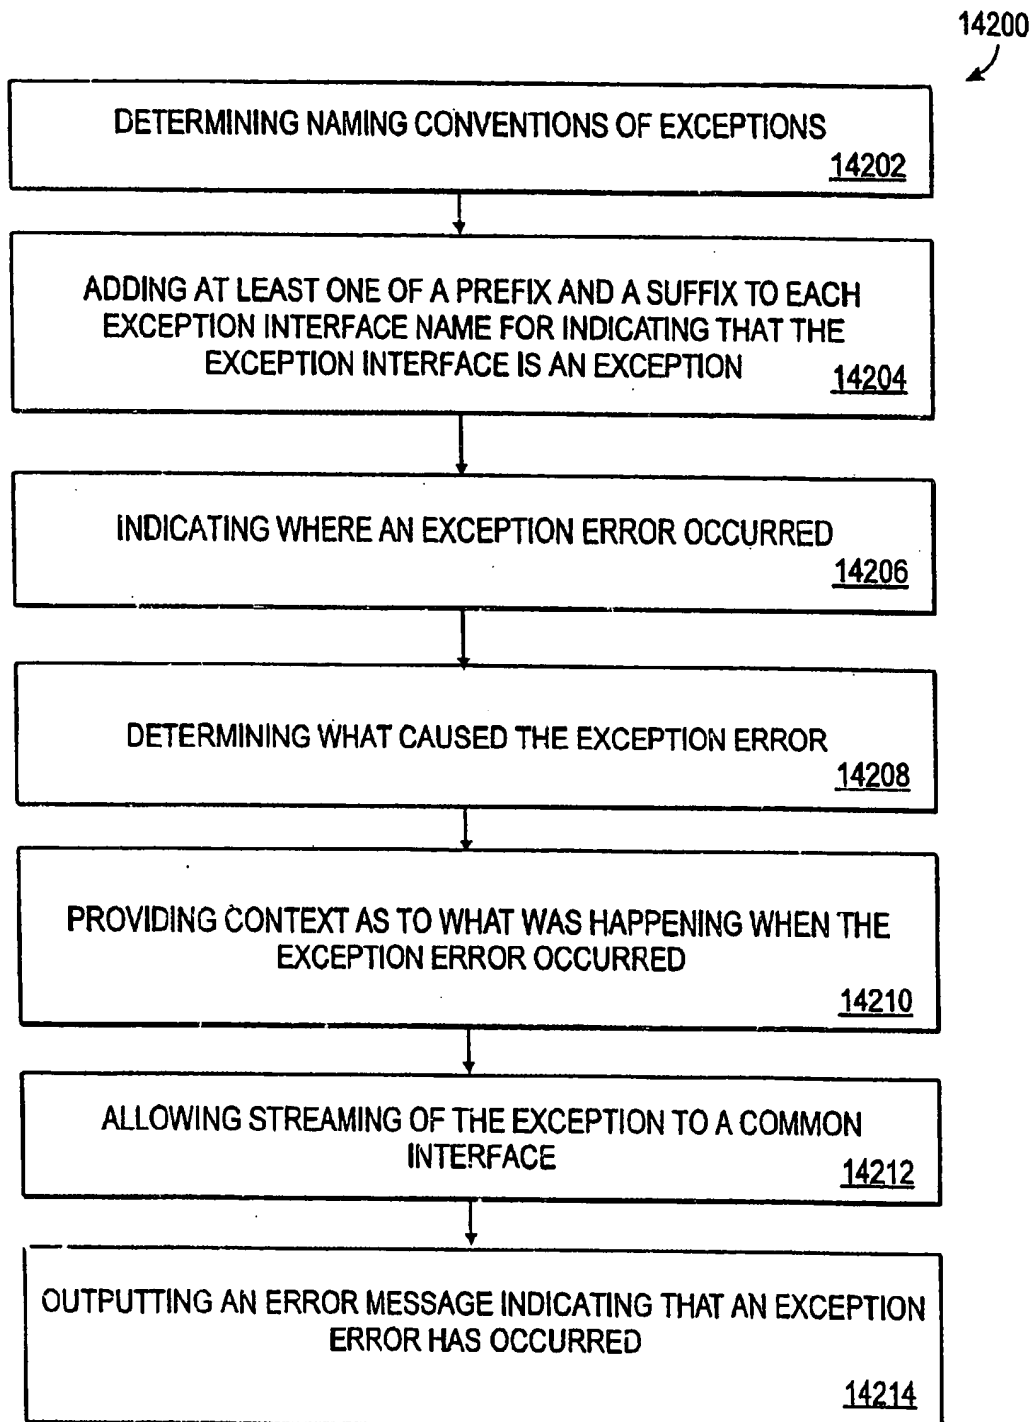 14200
DETERMINING NAMING CONVENTIONS OF EXCEPTIONS
14202
ADDING AT LEAST ONE OF A PREFIX AND A SUFFIX TO EACH
EXCEPTION INTERFACE NAME FOR INDICATING THAT THE
EXCEPTION INTERFACE IS AN EXCEPTION
14204
INDICATING WHERE AN EXCEPTION ERROR OCCURRED
14206
DETERMINING WHAT CAUSED THE EXCEPTION ERROR
14208
PROVIDING CONTEXT AS TO WHAT WAS HAPPENING WHEN THE
EXCEPTION ERROR OCCURRED
14210
ALLOWING STREAMING OF THE EXCEPTION TO A COMMON
INTERFACE
14212
OUTPUTTING AN ERROR MESSAGE INDICATING THAT AN EXCEPTION
ERROR HAS OCCURRED
14214